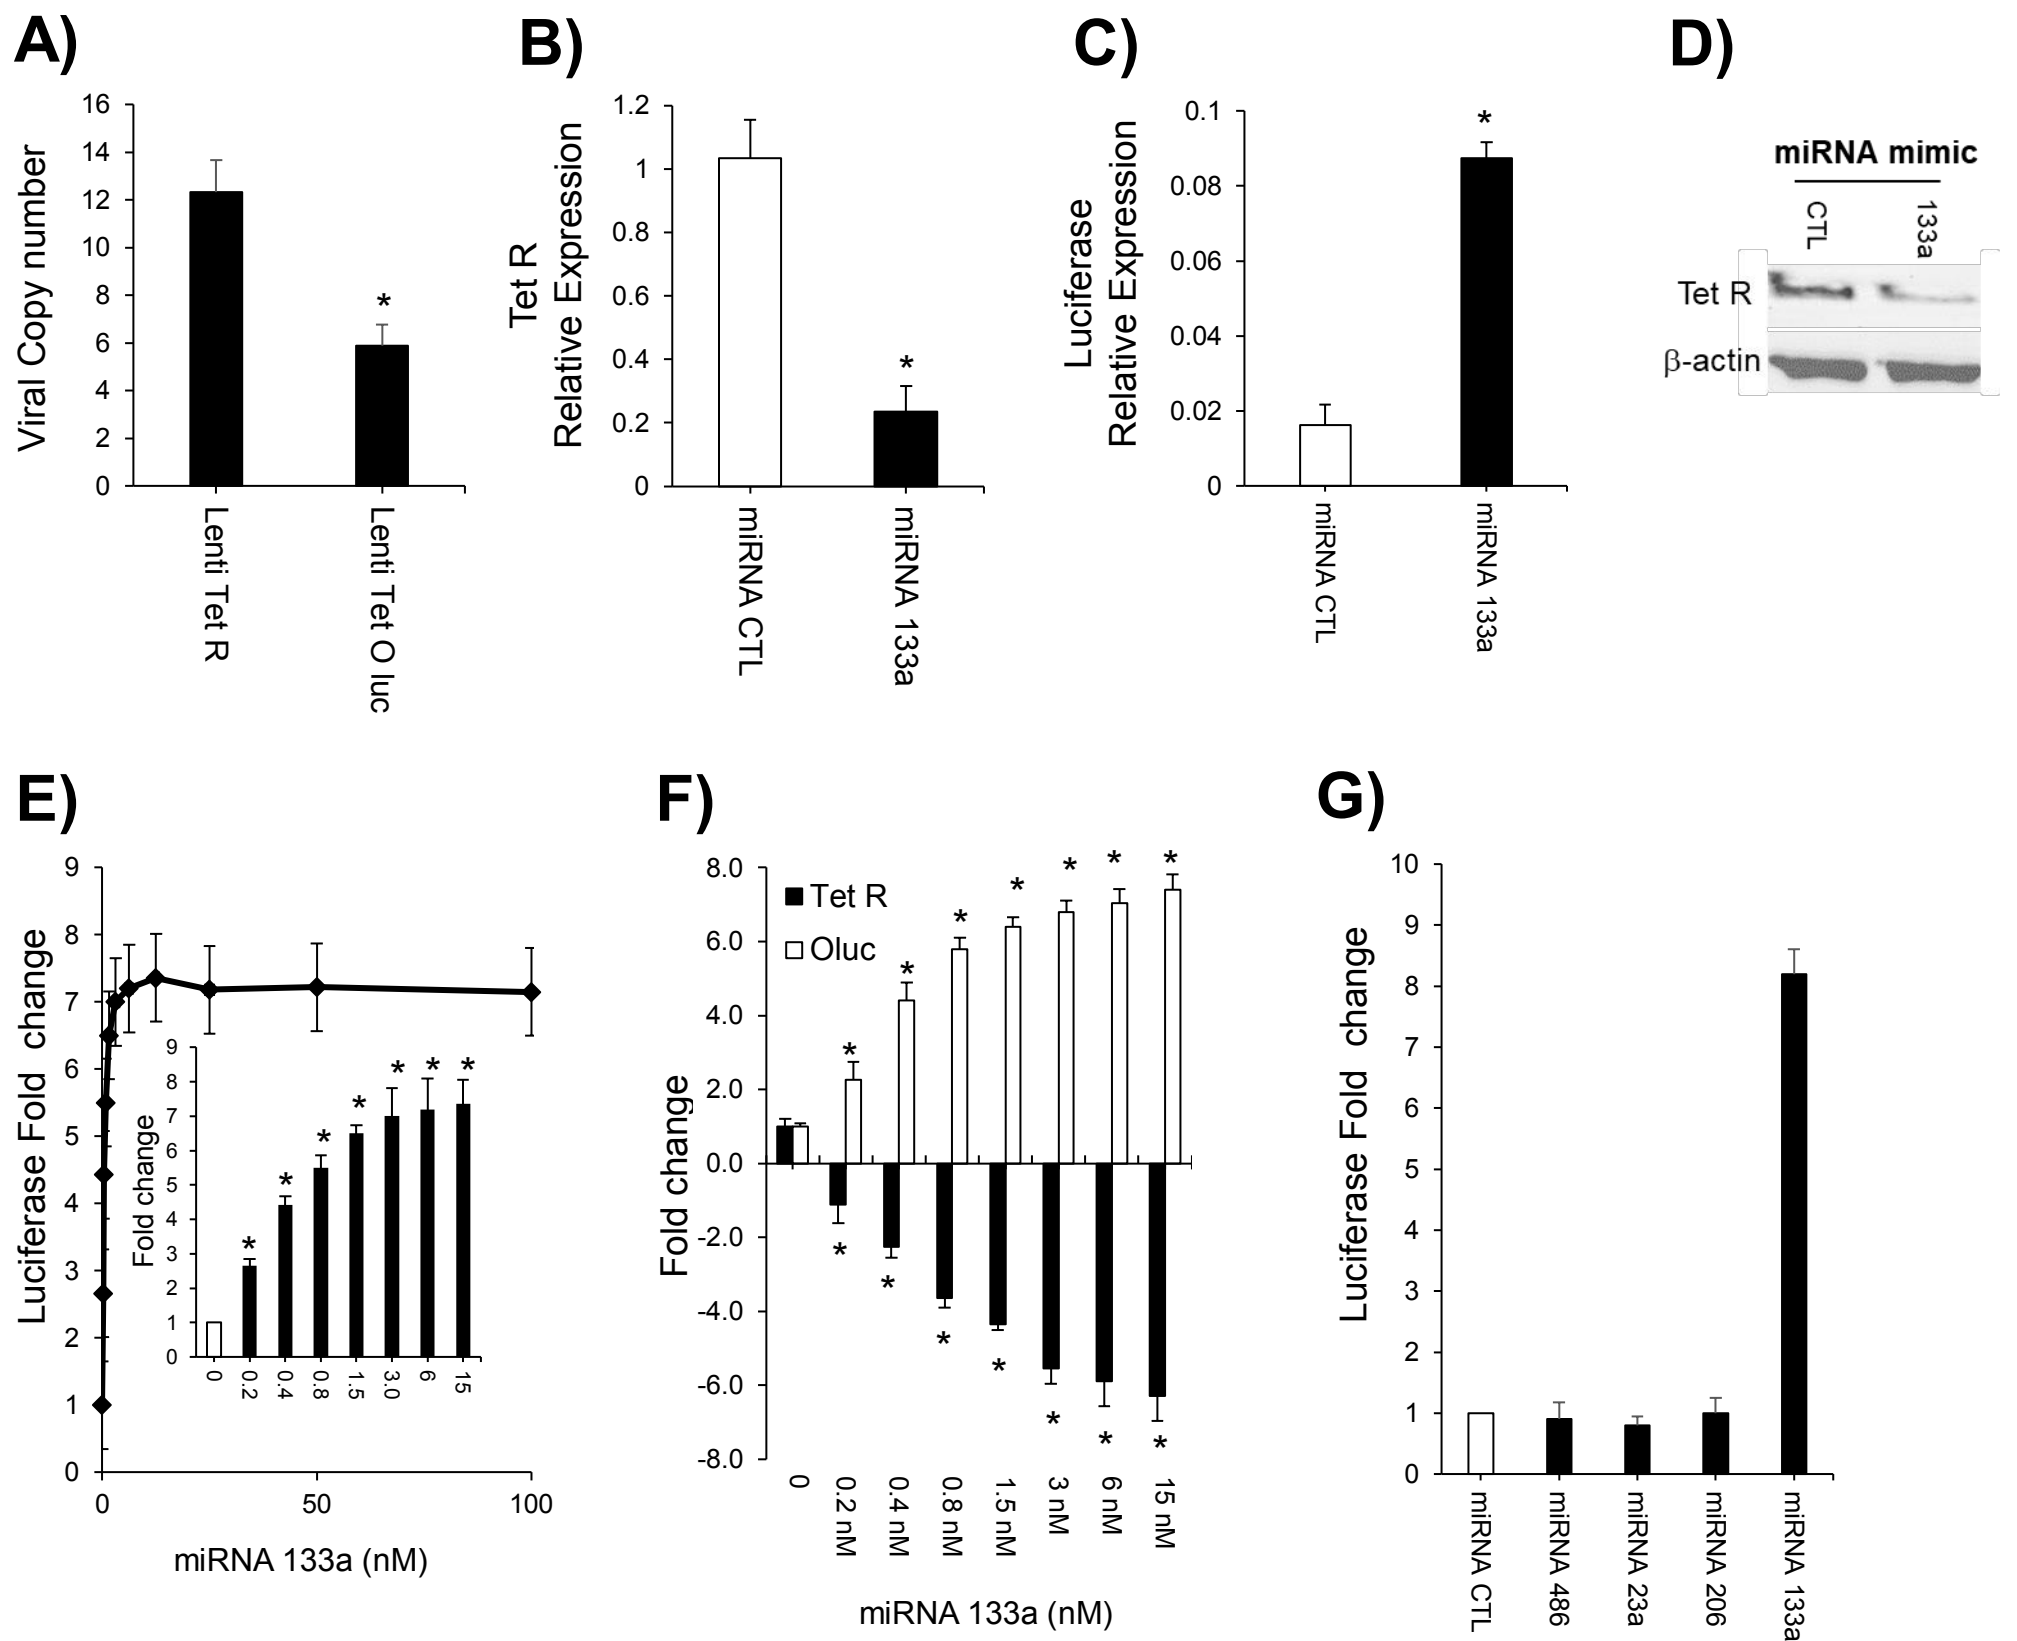 A)
16
14
12
10
8
6
4
2
0
Viral Copy number
*
Lenti Tet R
Lenti Tet O luc
B)
1.2
1
0.8
0.6
0.4
0.2
0
Tet R
Relative Expression
*
miRNA CTL
miRNA 133a
C)
0.1
0.08
0.06
0.04
0.02
0
Luciferase
Relative Expression
*
miRNA CTL
miRNA 133a
D)
miRNA mimic
CTL
133a
Tet R
β-actin
E)
9
8
7
6
5
4
3
2
1
0
Luciferase Fold change
0
50
100
miRNA 133a (nM)
9
8
7
6
5
4
3
2
1
0
Fold change
* * * * * * *
0
0.2
0.4
0.8
1.5
3.0
6
15
F)
8.0
6.0
4.0
2.0
0.0
-2.0
-4.0
-6.0
-8.0
Fold change
Tet R
Oluc
* * * * * * *
* * * * * * *
0
0.2 nM
0.4 nM
0.8 nM
1.5 nM
3 nM
6 nM
15 nM
miRNA 133a (nM)
G)
10
9
8
7
6
5
4
3
2
1
0
Luciferase Fold change
miRNA CTL
miRNA 486
miRNA 23a
miRNA 206
miRNA 133a